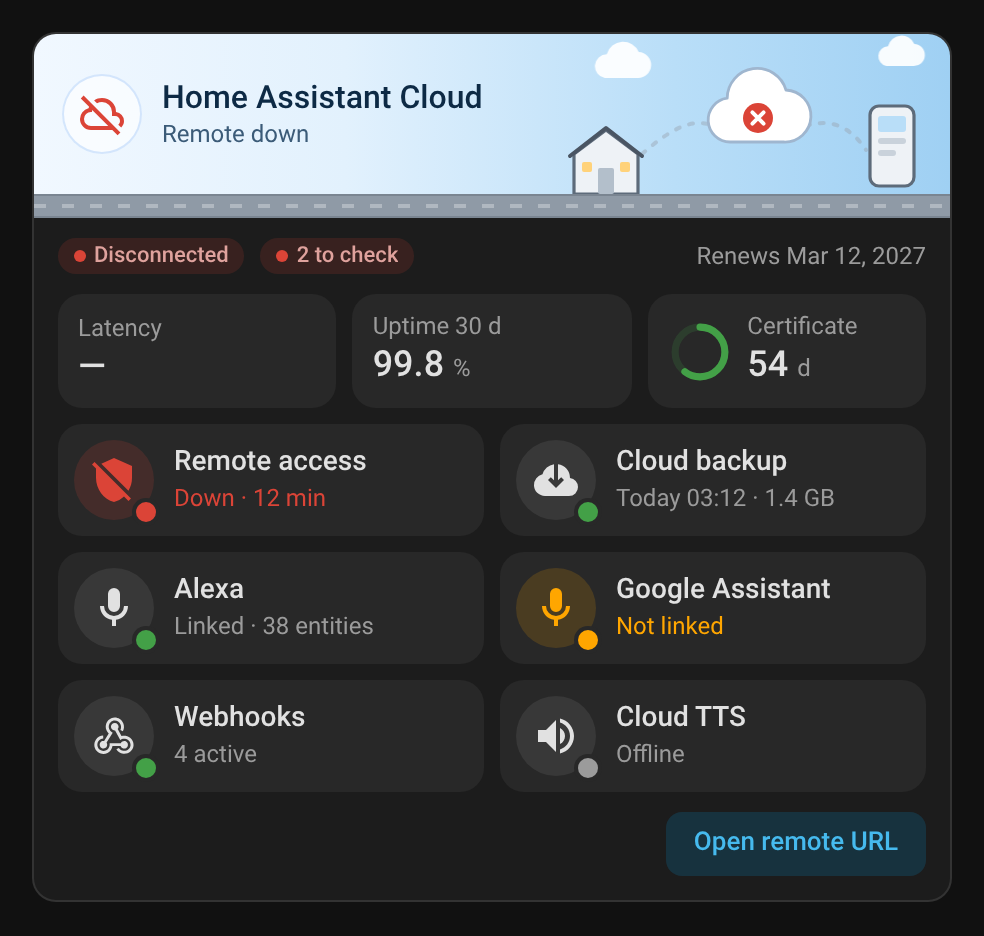 Home Assistant Cloud
Remote down
Disconnected
2 to check
Renews Mar 12, 2027
Latency
–
Uptime 30 d
99.8 %
Certificate
54 d
Remote access
Down · 12 min
Cloud backup
Today 03:12 · 1.4 GB
Alexa
Linked · 38 entities
Google Assistant
Not linked
Webhooks
4 active
Cloud TTS
Offline
Open remote URL